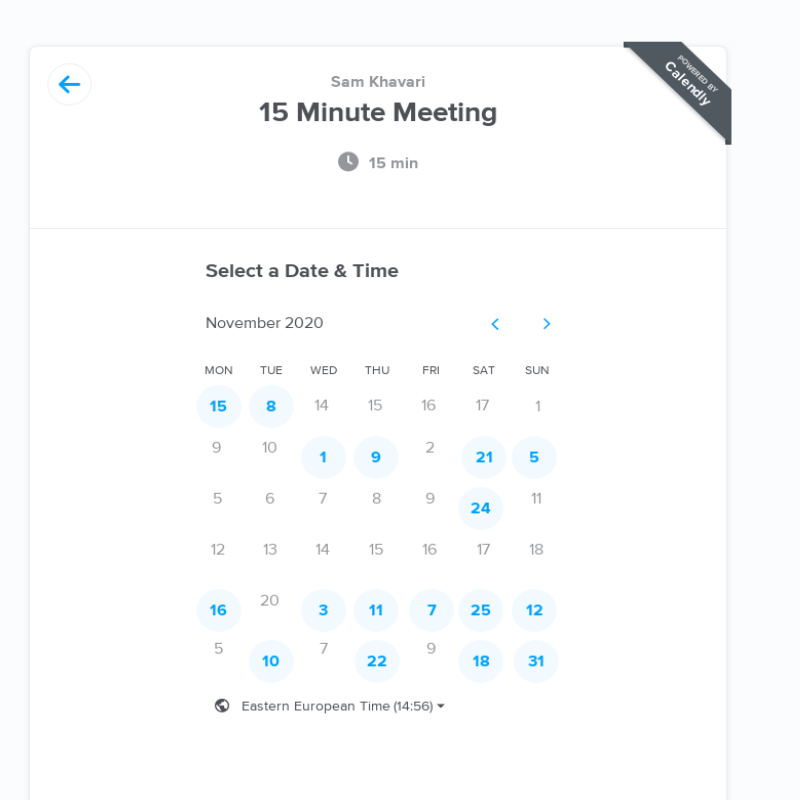 POWERED BY
Calendly
Sam Khavari
15 Minute Meeting
15 min
Select a Date & Time
November 2020
MON TUE WED THU FRI SAT SUN
15 8 14 15 16 17 1
9 10 1 9 2 21 5
5 6 7 8 9 24 11
12 13 14 15 16 17 18
16 20 3 11 7 25 12
5 10 7 22 9 18 31
Eastern European Time (14:56)